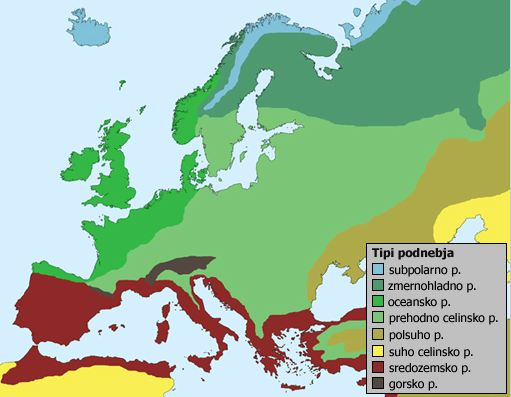 Tipi podnebja
subpolarno p.
zmernohladno p.
oceansko p.
prehodno celinsko p.
polsuho p.
suho celinsko p.
sredozemsko p.
gorsko p.